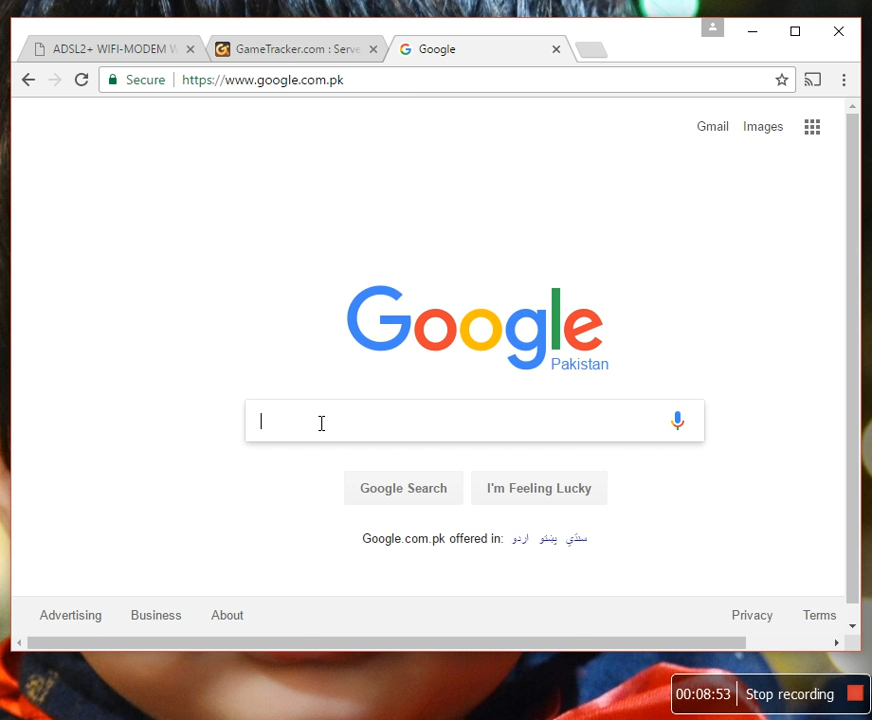 ADSL2+ WIFI-MODEM W
GameTracker.com : Serve
Google
Secure
https://www.google.com.pk
Gmail
Images
Google
Pakistan
Google Search
I'm Feeling Lucky
Google.com.pk offered in: اردو پښتو سنڌي
Advertising
Business
About
Privacy
Terms
00:08:53
Stop recording